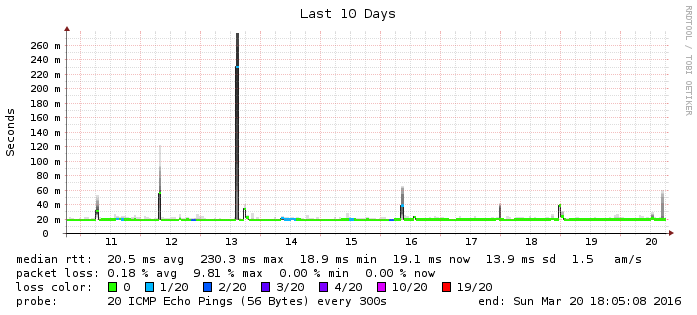 Last 10 Days
RRDTOOL / TOBI OETIKER
Seconds
260 m
240 m
220 m
200 m
180 m
160 m
140 m
120 m
100 m
80 m
60 m
40 m
20 m
0
11 12 13 14 15 16 17 18 19 20
median rtt: 20.5 ms avg 230.3 ms max 18.9 ms min 19.1 ms now 13.9 ms sd 1.5 am/s
packet loss: 0.18 % avg 9.81 % max 0.00 % min 0.00 % now
loss color: 0 1/20 2/20 3/20 4/20 10/20 19/20
probe: 20 ICMP Echo Pings (56 Bytes) every 300s end: Sun Mar 20 18:05:08 2016